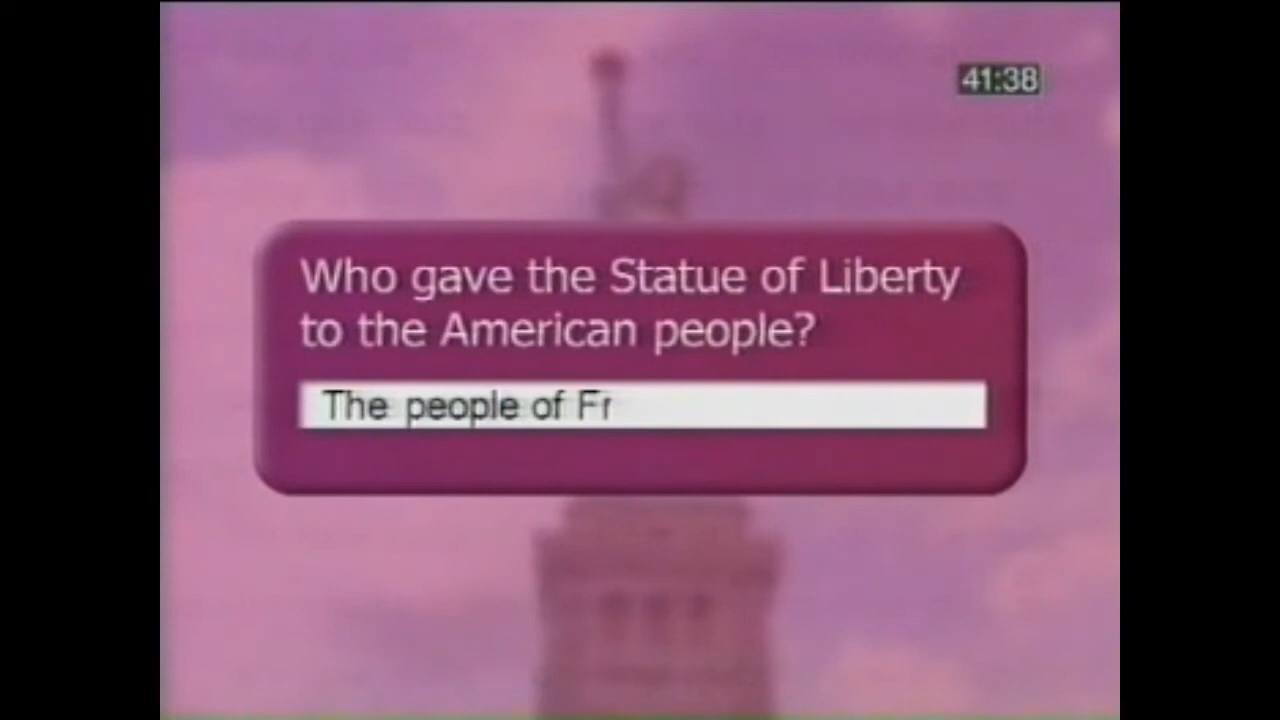 41:38
Who gave the Statue of Liberty
to the American people?
The people of Fr